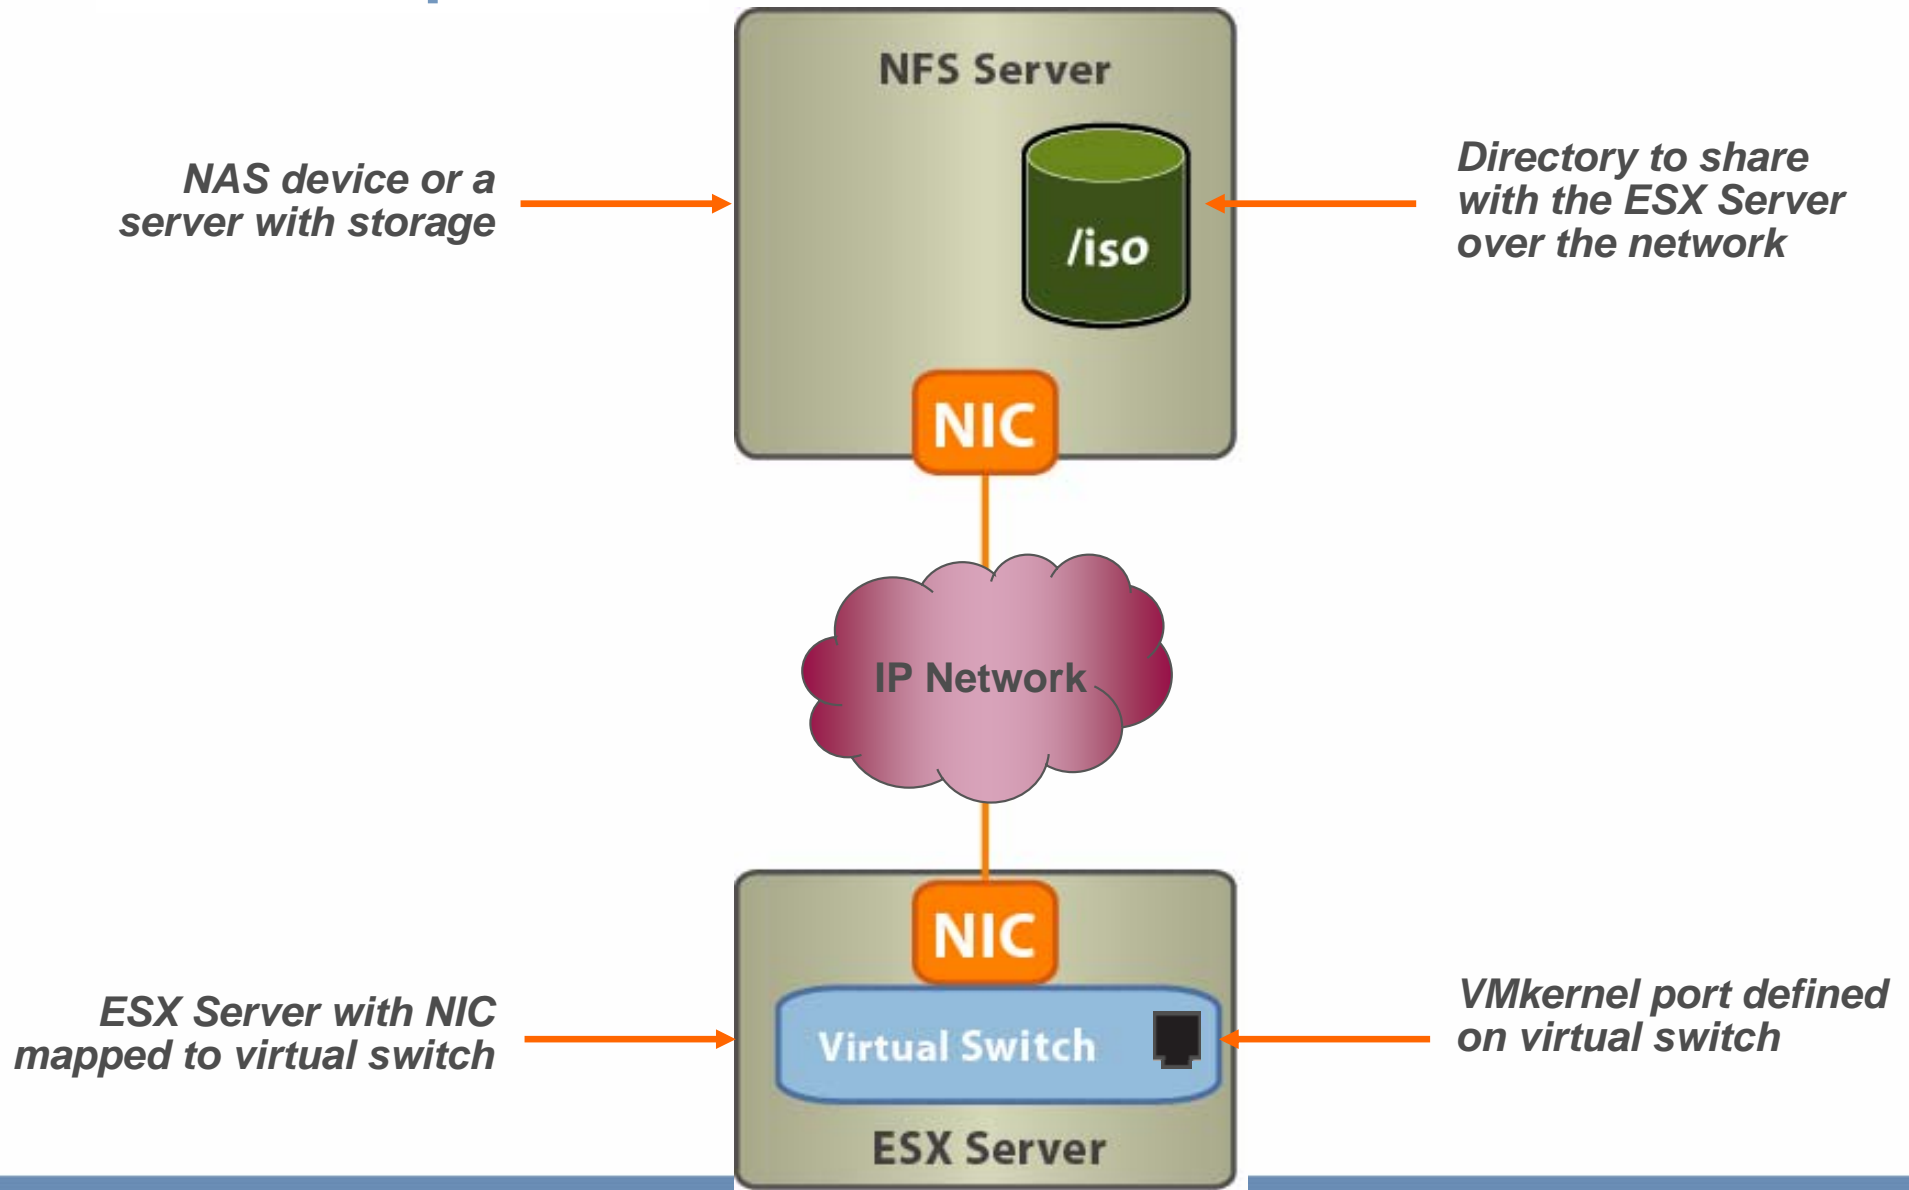 NFS Server
NAS device or a
server with storage
/iso
Directory to share
with the ESX Server
over the network
NIC
IP Network
NIC
ESX Server with NIC
mapped to virtual switch
Virtual Switch
VMkernel port defined
on virtual switch
ESX Server